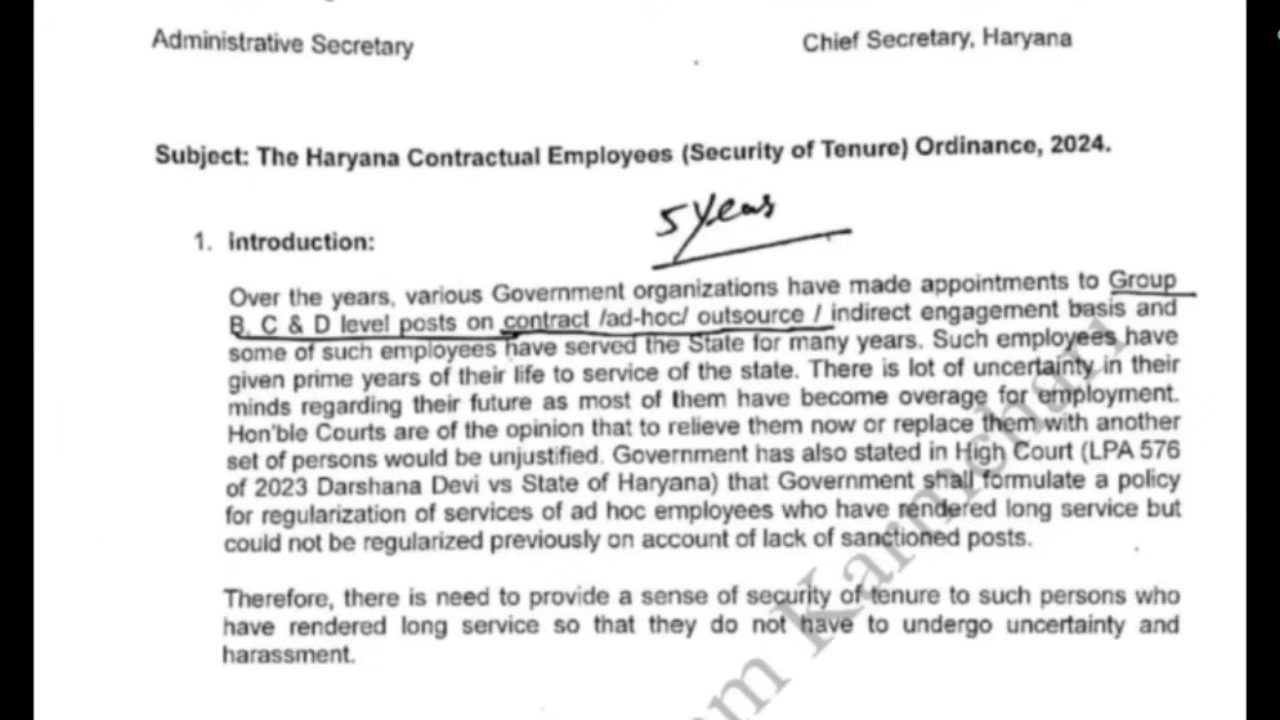 Administrative Secretary
Chief Secretary, Haryana
Subject: The Haryana Contractual Employees (Security of Tenure) Ordinance, 2024.
5 Years
1. introduction:
Over the years, various Government organizations have made appointments to Group
B, C & D level posts on contract /ad-hoc/ outsource / indirect engagement basis and
some of such employees have served the State for many years. Such employees have
given prime years of their life to service of the state. There is lot of uncertainty in their
minds regarding their future as most of them have become overage for employment.
Hon'ble Courts are of the opinion that to relieve them now or replace them with another
set of persons would be unjustified. Government has also stated in High Court (LPA 576
of 2023 Darshana Devi vs State of Haryana) that Government shall formulate a policy
for regularization of services of ad hoc employees who have rendered long service but
could not be regularized previously on account of lack of sanctioned posts.
Therefore, there is need to provide a sense of security of tenure to such persons who
have rendered long service so that they do not have to undergo uncertainty and
harassment.